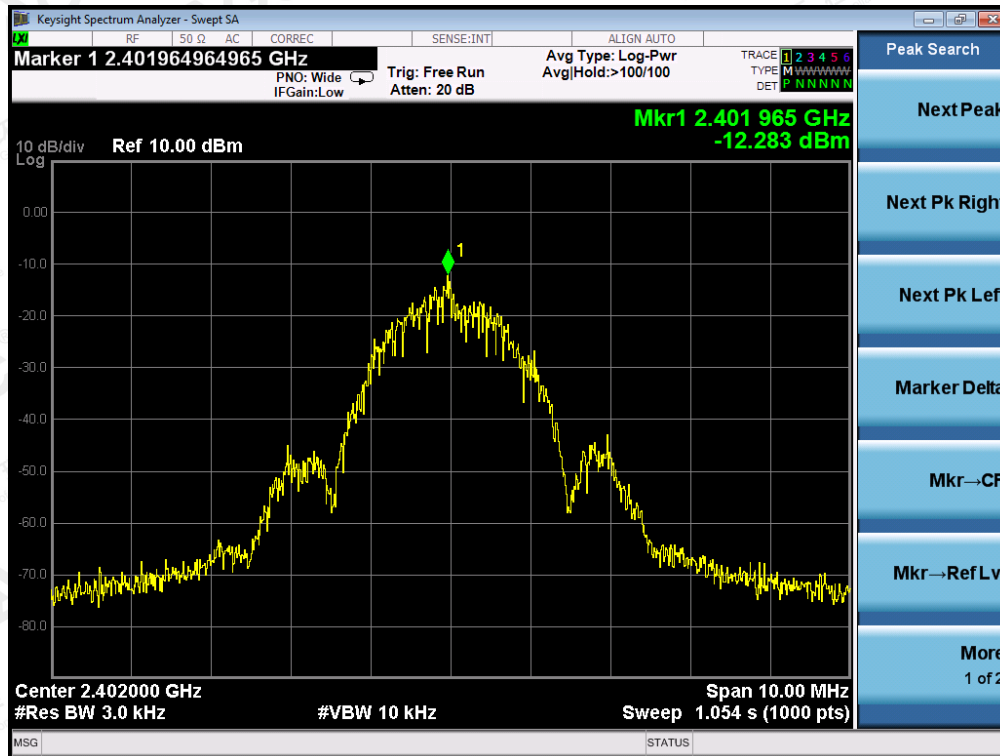 Keysight Spectrum Analyzer - Swept SA
LXI RF 50 Ω AC CORREC SENSE:INT ALIGN AUTO
Marker 1 2.401964964965 GHz
PNO: Wide
IFGain:Low
Trig: Free Run
Atten: 20 dB
Avg Type: Log-Pwr
Avg|Hold:>100/100
TRACE 1 2 3 4 5 6
TYPE M W W W W W
DET P N N N N N
Mkr1 2.401 965 GHz
-12.283 dBm
10 dB/div Ref 10.00 dBm
Log
0.00
-10.0
-20.0
-30.0
-40.0
-50.0
-60.0
-70.0
-80.0
1
Center 2.402000 GHz Span 10.00 MHz
#Res BW 3.0 kHz #VBW 10 kHz Sweep 1.054 s (1000 pts)
MSG STATUS
Peak Search
Next Peak
Next Pk Right
Next Pk Lef
Marker Delta
Mkr→CF
Mkr→Ref Lv
More
1 of 2